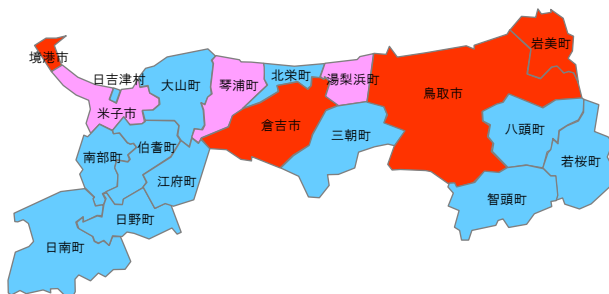 岩美町
境港市
日吉津村
大山町
琴浦町
北栄町
湯梨浜町
鳥取市
米子市
倉吉市
三朝町
八頭町
南部町
伯耆町
江府町
若桜町
智頭町
日野町
日南町